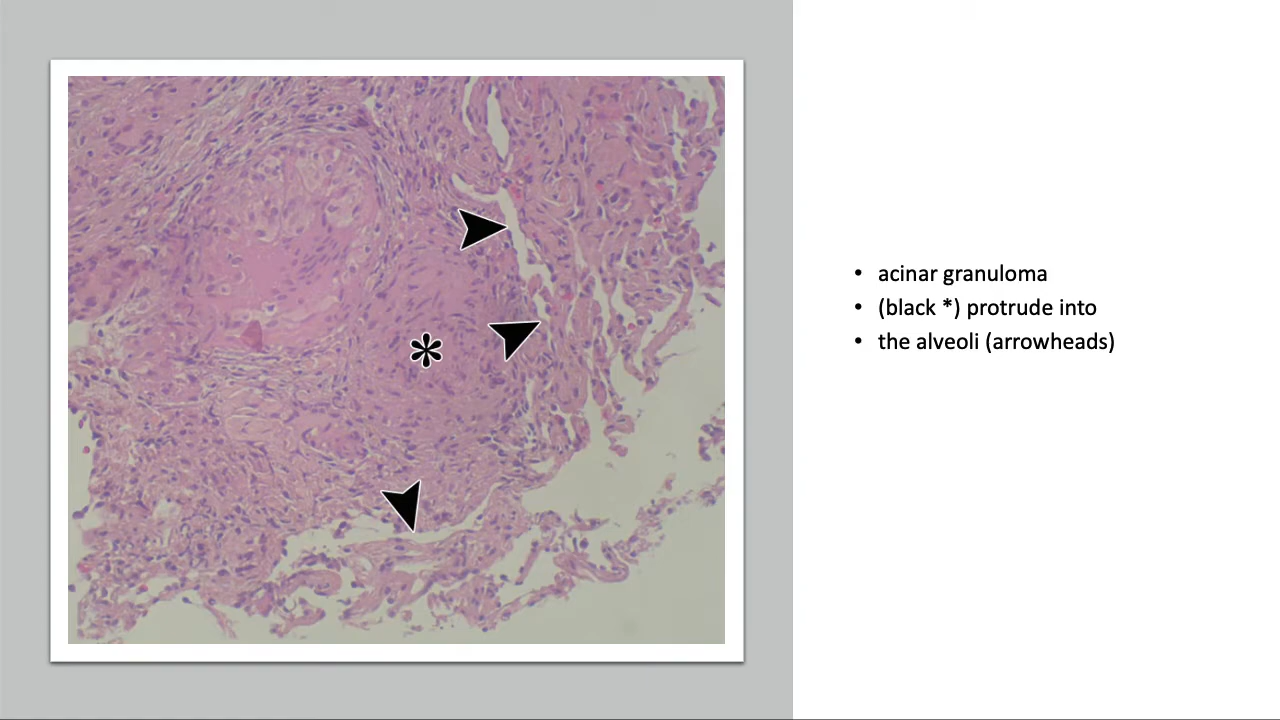 • acinar granuloma
• (black *) protrude into
• the alveoli (arrowheads)